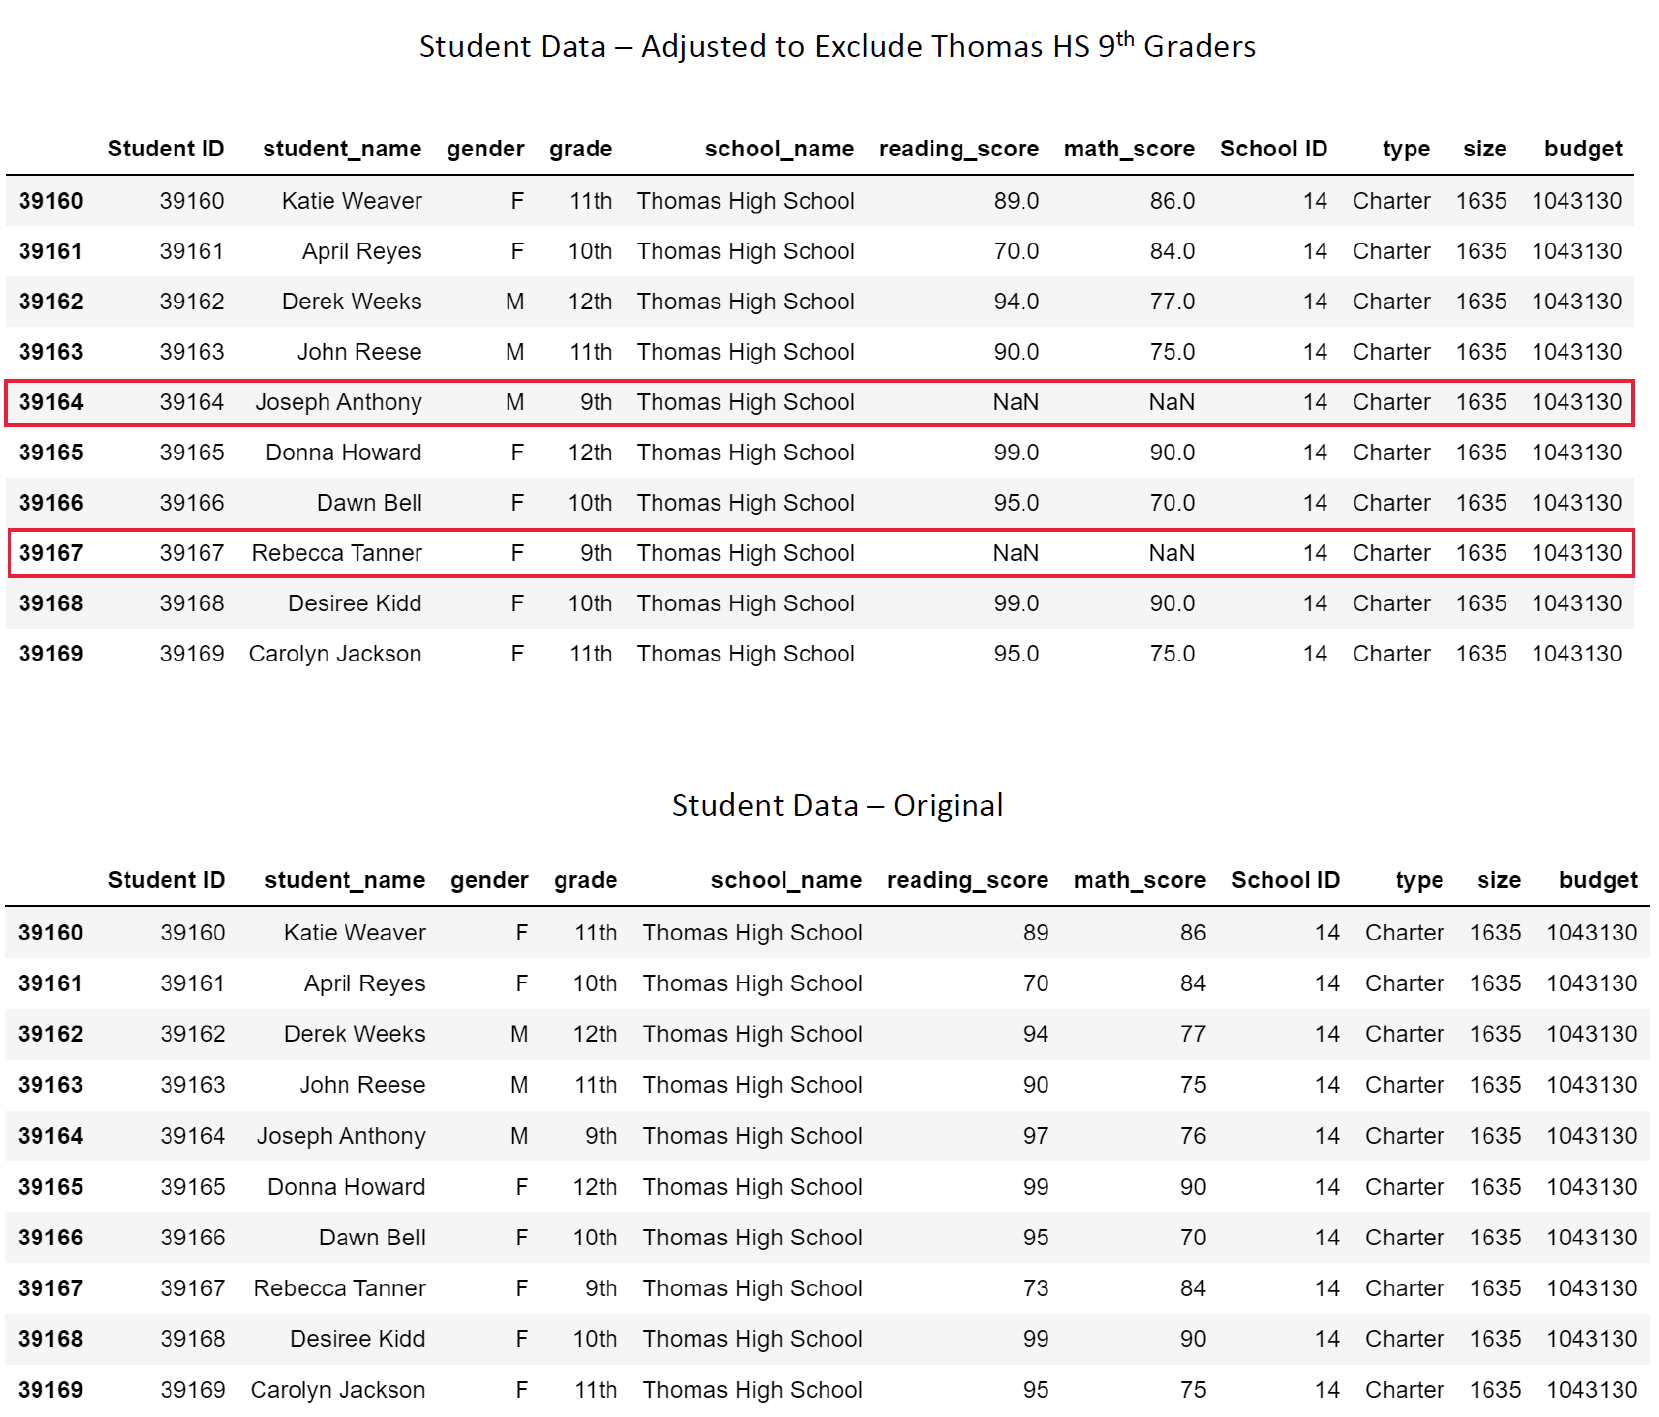 Student Data – Adjusted to Exclude Thomas HS 9th Graders
Student ID student_name gender grade school_name reading_score math_score School ID type size budget
39160 39160 Katie Weaver F 11th Thomas High School 89.0 86.0 14 Charter 1635 1043130
39161 39161 April Reyes F 10th Thomas High School 70.0 84.0 14 Charter 1635 1043130
39162 39162 Derek Weeks M 12th Thomas High School 94.0 77.0 14 Charter 1635 1043130
39163 39163 John Reese M 11th Thomas High School 90.0 75.0 14 Charter 1635 1043130
39164 39164 Joseph Anthony M 9th Thomas High School NaN NaN 14 Charter 1635 1043130
39165 39165 Donna Howard F 12th Thomas High School 99.0 90.0 14 Charter 1635 1043130
39166 39166 Dawn Bell F 10th Thomas High School 95.0 70.0 14 Charter 1635 1043130
39167 39167 Rebecca Tanner F 9th Thomas High School NaN NaN 14 Charter 1635 1043130
39168 39168 Desiree Kidd F 10th Thomas High School 99.0 90.0 14 Charter 1635 1043130
39169 39169 Carolyn Jackson F 11th Thomas High School 95.0 75.0 14 Charter 1635 1043130
Student Data – Original
Student ID student_name gender grade school_name reading_score math_score School ID type size budget
39160 39160 Katie Weaver F 11th Thomas High School 89 86 14 Charter 1635 1043130
39161 39161 April Reyes F 10th Thomas High School 70 84 14 Charter 1635 1043130
39162 39162 Derek Weeks M 12th Thomas High School 94 77 14 Charter 1635 1043130
39163 39163 John Reese M 11th Thomas High School 90 75 14 Charter 1635 1043130
39164 39164 Joseph Anthony M 9th Thomas High School 97 76 14 Charter 1635 1043130
39165 39165 Donna Howard F 12th Thomas High School 99 90 14 Charter 1635 1043130
39166 39166 Dawn Bell F 10th Thomas High School 95 70 14 Charter 1635 1043130
39167 39167 Rebecca Tanner F 9th Thomas High School 73 84 14 Charter 1635 1043130
39168 39168 Desiree Kidd F 10th Thomas High School 99 90 14 Charter 1635 1043130
39169 39169 Carolyn Jackson F 11th Thomas High School 95 75 14 Charter 1635 1043130